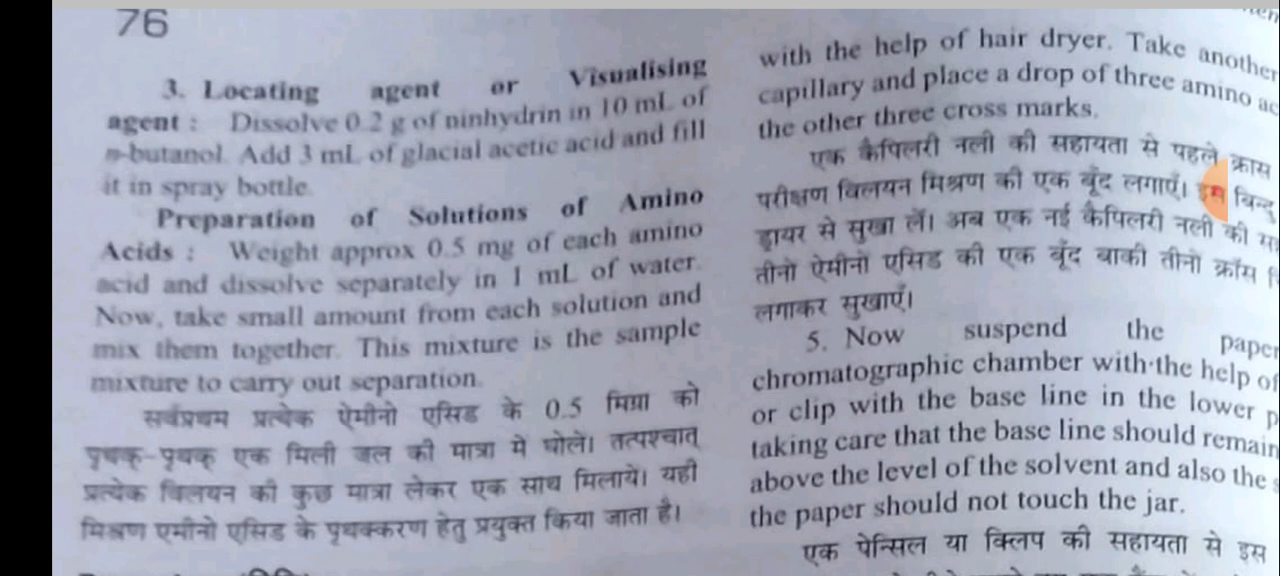 76
3. Locating agent or Visualising
agent : Dissolve 0.2 g of ninhydrin in 10 mL of
n-butanol. Add 3 mL of glacial acetic acid and fill
it in spray bottle.
Preparation of Solutions of Amino
Acids : Weight approx 0.5 mg of each amino
acid and dissolve separately in 1 mL of water.
Now, take small amount from each solution and
mix them together. This mixture is the sample
mixture to carry out separation.
सर्वप्रथम प्रत्येक ऐमीनो एसिड के 0.5 मिग्रा को
पृथक्-पृथक् एक मिली जल की मात्रा में घोलें। तत्पश्चात्
प्रत्येक विलयन की कुछ मात्रा लेकर एक साथ मिलाये। यही
मिश्रण एमीनो एसिड के पृथक्करण हेतु प्रयुक्त किया जाता है।
with the help of hair dryer. Take another
capillary and place a drop of three amino ac
the other three cross marks.
एक कैपिलरी नली की सहायता से पहले क्रास
परीक्षण विलयन मिश्रण की एक बूँद लगाएँ। इस बिन्दु
ड्रायर से सुखा लें। अब एक नई कैपिलरी नली की
तीनो ऐमीनो एसिड की एक बूँद बाकी तीनो क्रॉस
लगाकर सुखाएँ।
5. Now suspend the paper
chromatographic chamber with the help of
or clip with the base line in the lower p
taking care that the base line should remain
above the level of the solvent and also the s
the paper should not touch the jar.
एक पेन्सिल या क्लिप की सहायता से इस